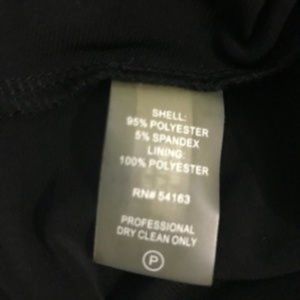 SHELL:
95% POLYESTER
5% SPANDEX
LINING:
100% POLYESTER
RN# 54163
PROFESSIONAL
DRY CLEAN ONLY
P